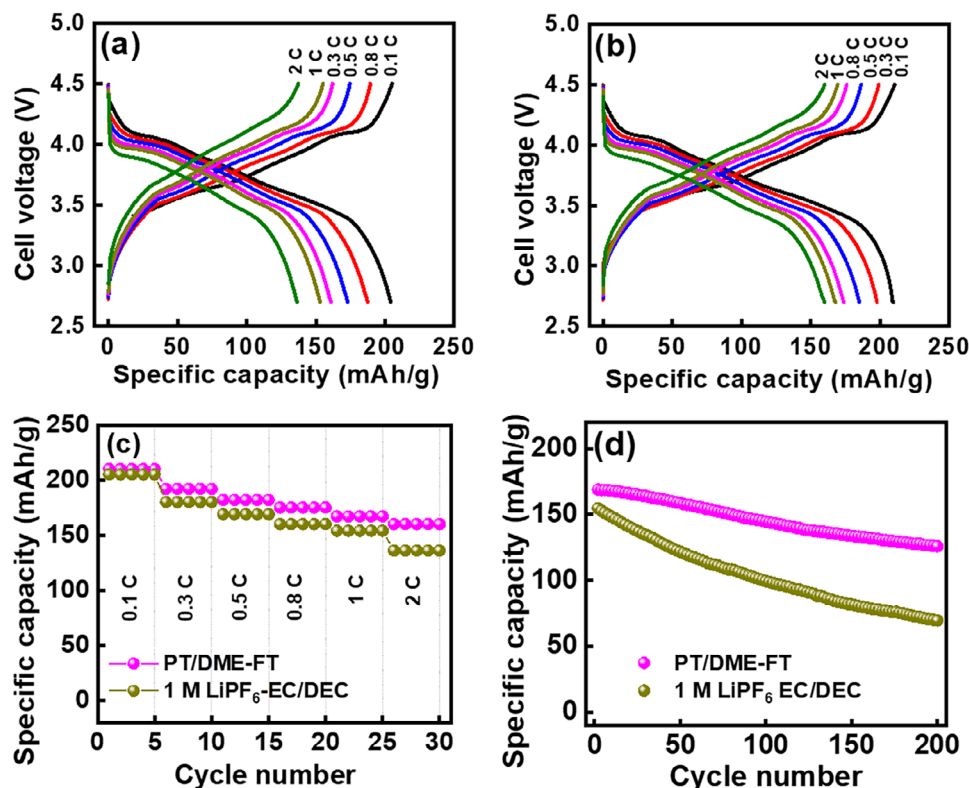 (a)
2 C 1 C 0.3 C 0.5 C 0.8 C 0.1 C
5.0
4.5
4.0
3.5
3.0
2.5
Cell voltage (V)
0 50 100 150 200 250
Specific capacity (mAh/g)
(b)
2 C 1 C 0.8 C 0.5 C 0.3 C 0.1 C
5.0
4.5
4.0
3.5
3.0
2.5
Cell voltage (V)
0 50 100 150 200 250
Specific capacity (mAh/g)
(c)
250
200
150
100
50
0
Specific capacity (mAh/g)
0.1 C 0.3 C 0.5 C 0.8 C 1 C 2 C
PT/DME-FT
1 M LiPF₆-EC/DEC
0 5 10 15 20 25 30
Cycle number
(d)
200
150
100
50
0
Specific capacity (mAh/g)
PT/DME-FT
1 M LiPF₆ EC/DEC
0 50 100 150 200
Cycle number